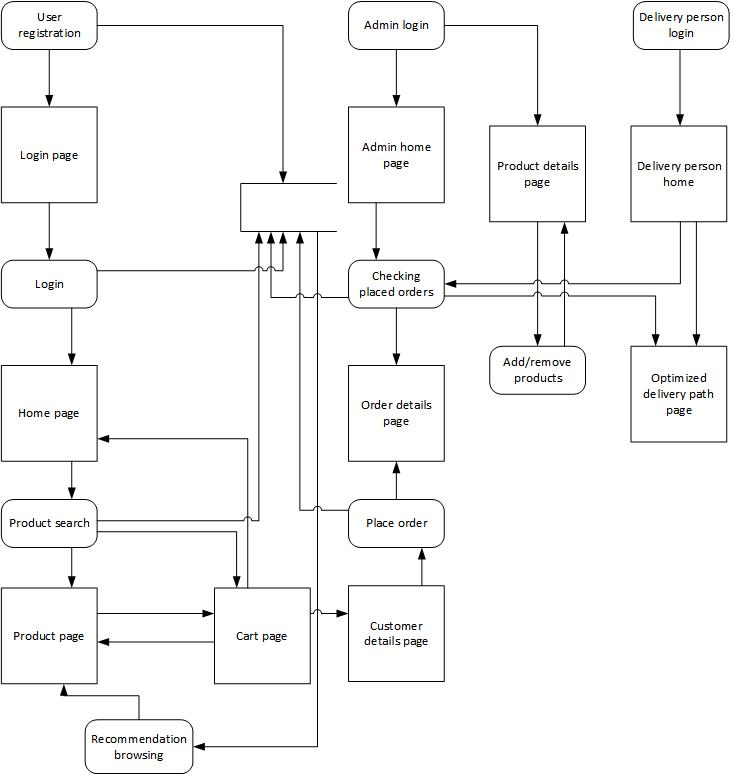 User
registration
Admin login
Delivery person
login
Login page
Admin home
page
Product details
page
Delivery person
home
Login
Checking
placed orders
Add/remove
products
Optimized
delivery path
page
Home page
Order details
page
Product search
Place order
Product page
Cart page
Customer
details page
Recommendation
browsing